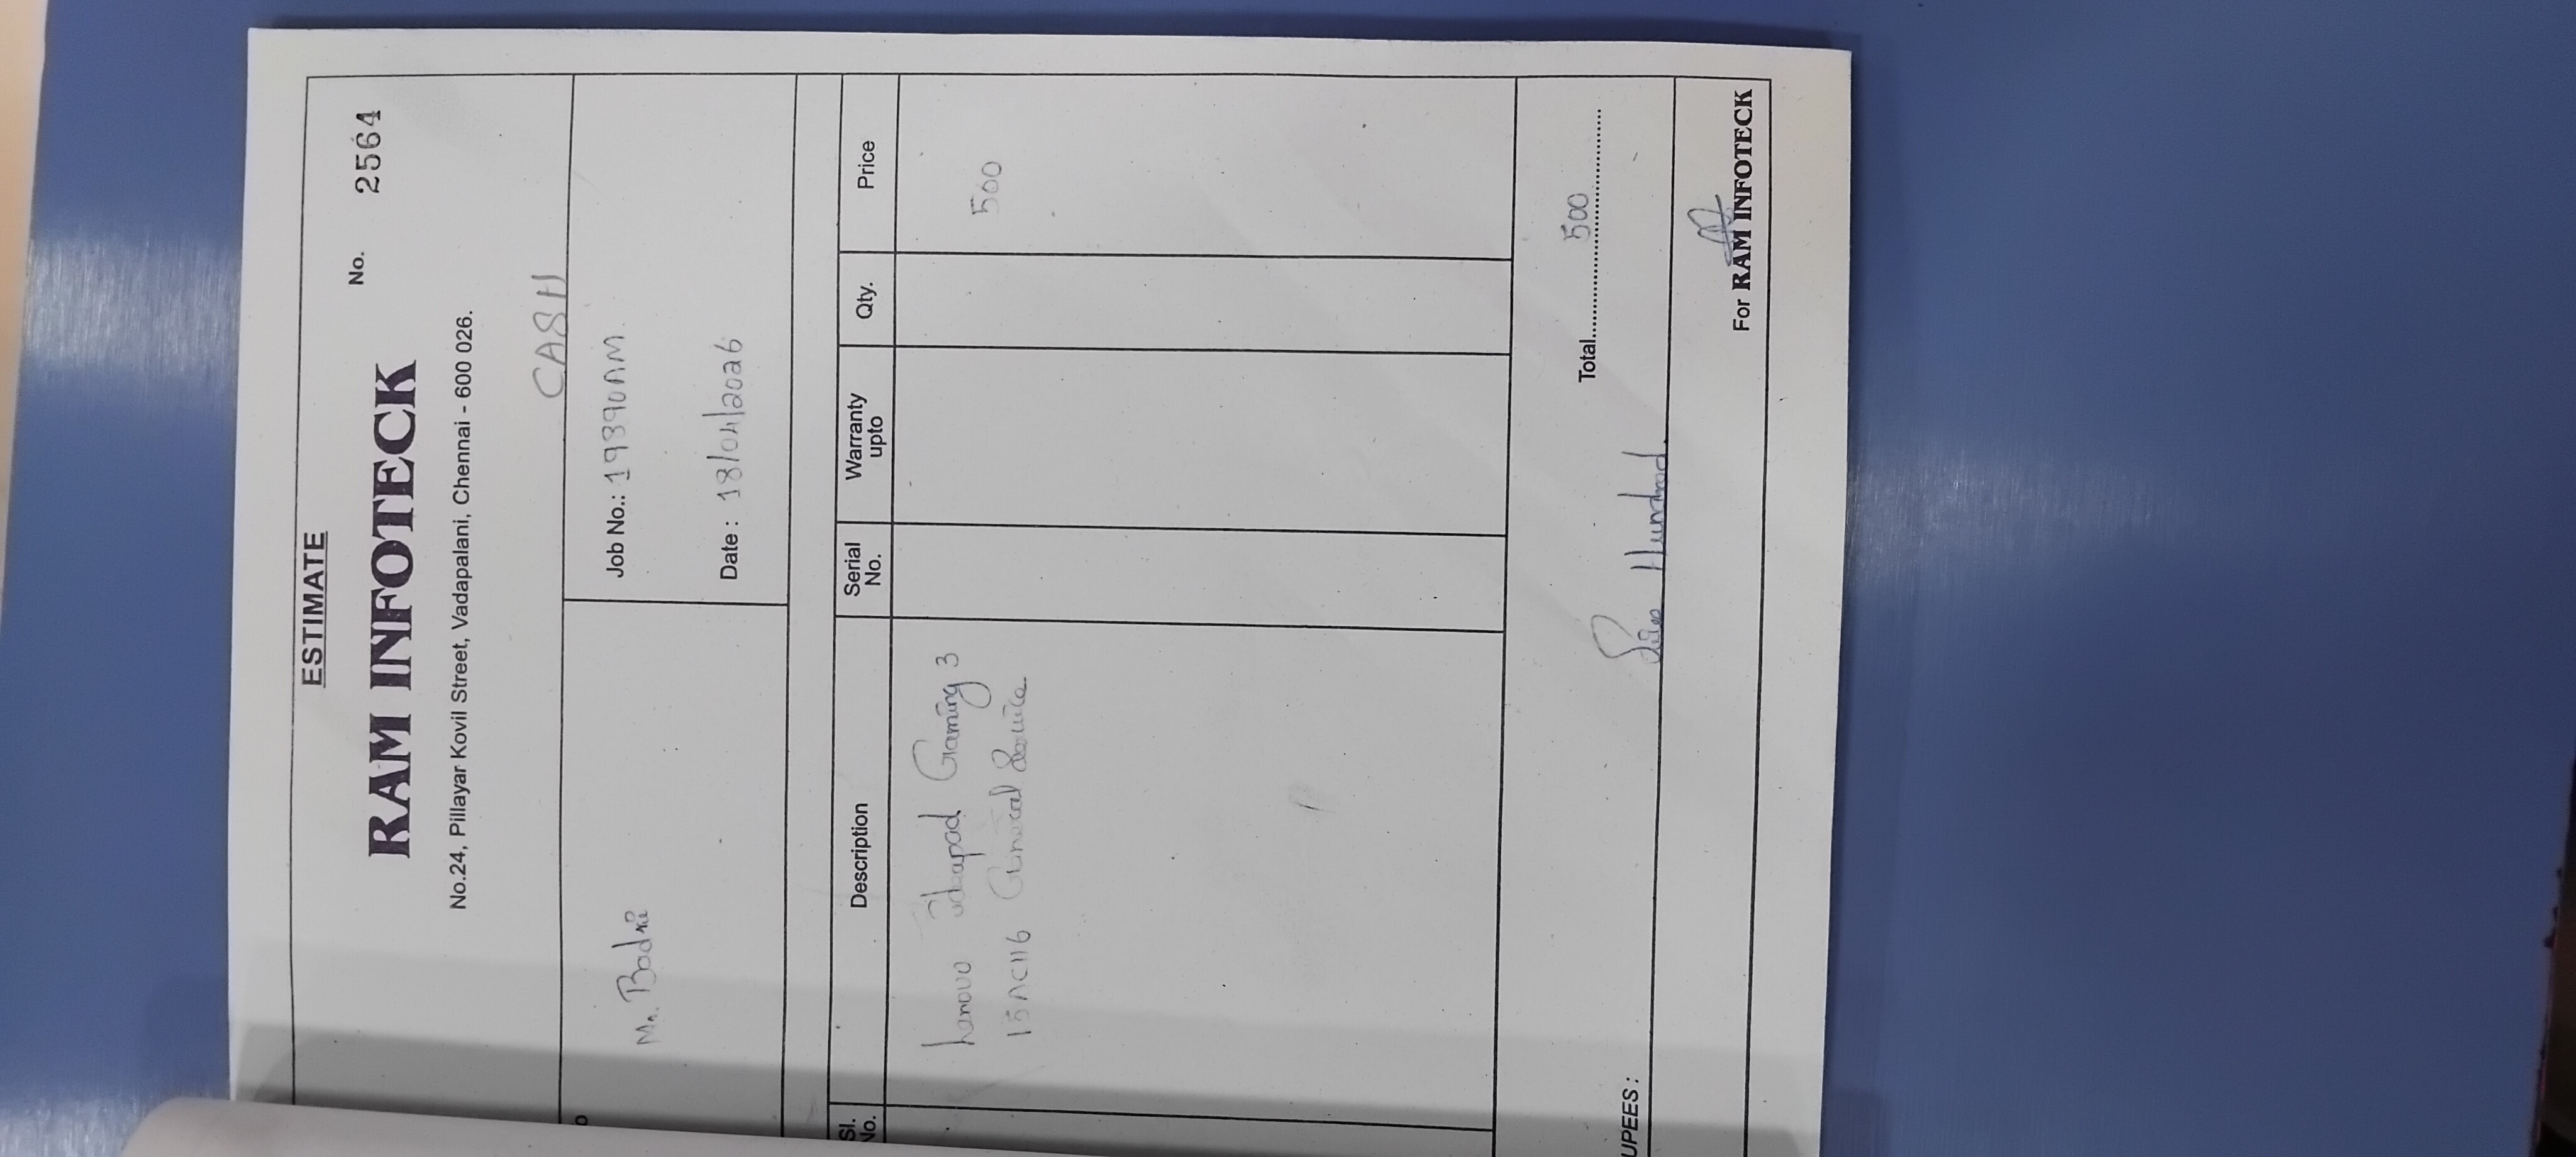 ESTIMATE
RAM INFOTECK
No. 2564
No.24, Pillayar Kovil Street, Vadapalani, Chennai - 600 026.
CASH
Mr. Badri
Job No.: 19390AM
Date : 18/04/2026
Sl. No. Description Serial No. Warranty upto Qty. Price
Lenovo ideapad Gaming 3 500
15ACH6 General Service
Total 500
UPEES : Five Hundred
For RAM INFOTECK